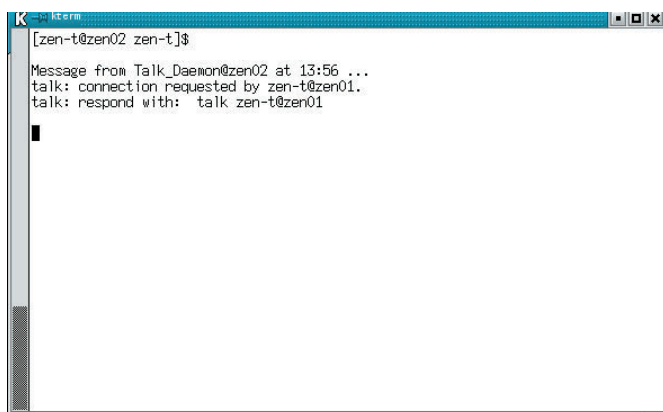 K kterm
[zen-t@zen02 zen-t]$
Message from Talk_Daemon@zen02 at 13:56 ...
talk: connection requested by zen-t@zen01.
talk: respond with:  talk zen-t@zen01